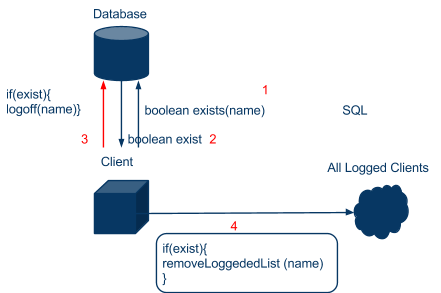 Database
1
if(exist){
logoff(name)}
boolean exists(name)
SQL
3
boolean exist 2
Client
All Logged Clients
4
if(exist){
removeLoggededList (name)
}